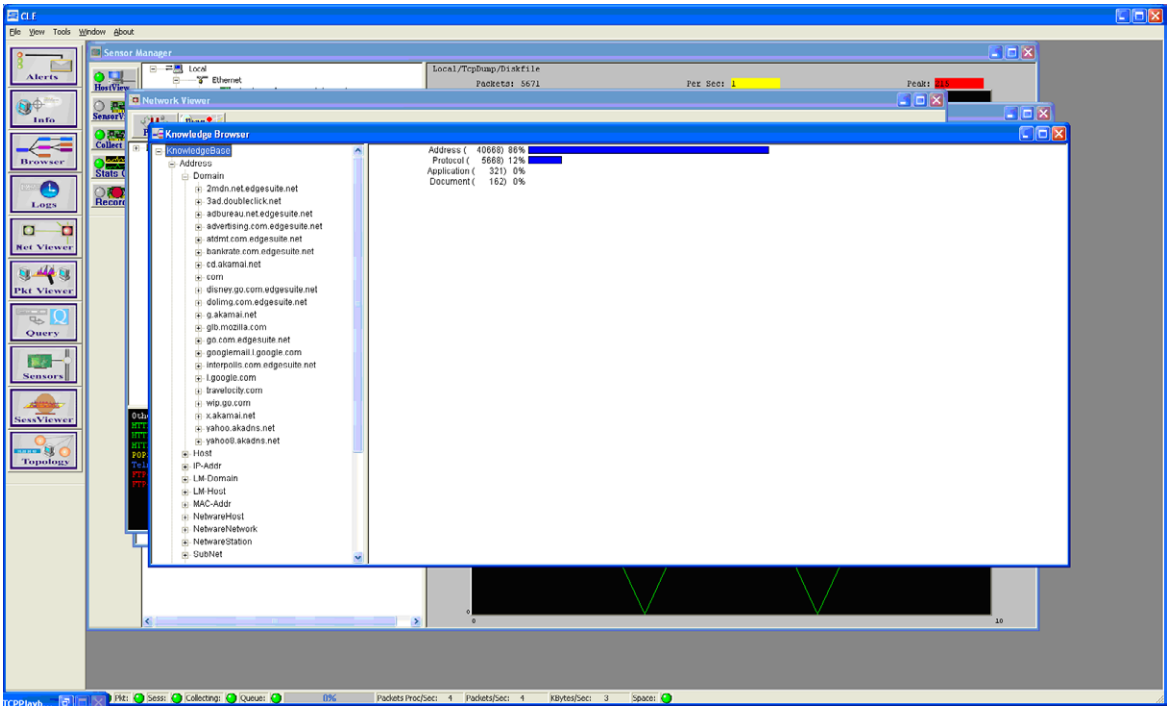 CLE
File View Tools Window About
Alerts
Info
Browser
Logs
Net Viewer
Pkt Viewer
Query
Sensors
SessViewer
Topology
Sensor Manager
HostView
SensorV
Collect
Stats
Record
Local
Ethernet
Local/TcpDump/Diskfile
Packets: 5671
Per Sec: 1
Peak: 215
Network Viewer
Knowledge Browser
KnowledgeBase
Address
Domain
2mdn.net.edgesuite.net
3ad.doubleclick.net
adbureau.net.edgesuite.net
advertising.com.edgesuite.net
atdmt.com.edgesuite.net
bankrate.com.edgesuite.net
cd.akamai.net
com
disney.go.com.edgesuite.net
dolimg.com.edgesuite.net
g.akamai.net
glb.mozilla.com
go.com.edgesuite.net
googlemail.l.google.com
interpolls.com.edgesuite.net
l.google.com
travelocity.com
wip.go.com
x.akamai.net
yahoo.akadns.net
yahoo8.akadns.net
Host
IP-Addr
LM-Domain
LM-Host
MAC-Addr
NetwareHost
NetwareNetwork
NetwareStation
SubNet
Address ( 40668) 86%
Protocol ( 5668) 12%
Application ( 321) 0%
Document ( 162) 0%
0
0
10
Pkt: Sess: Collecting: Queue: 0% Packets Proc/Sec: 4 Packets/Sec: 4 KBytes/Sec: 3 Space: